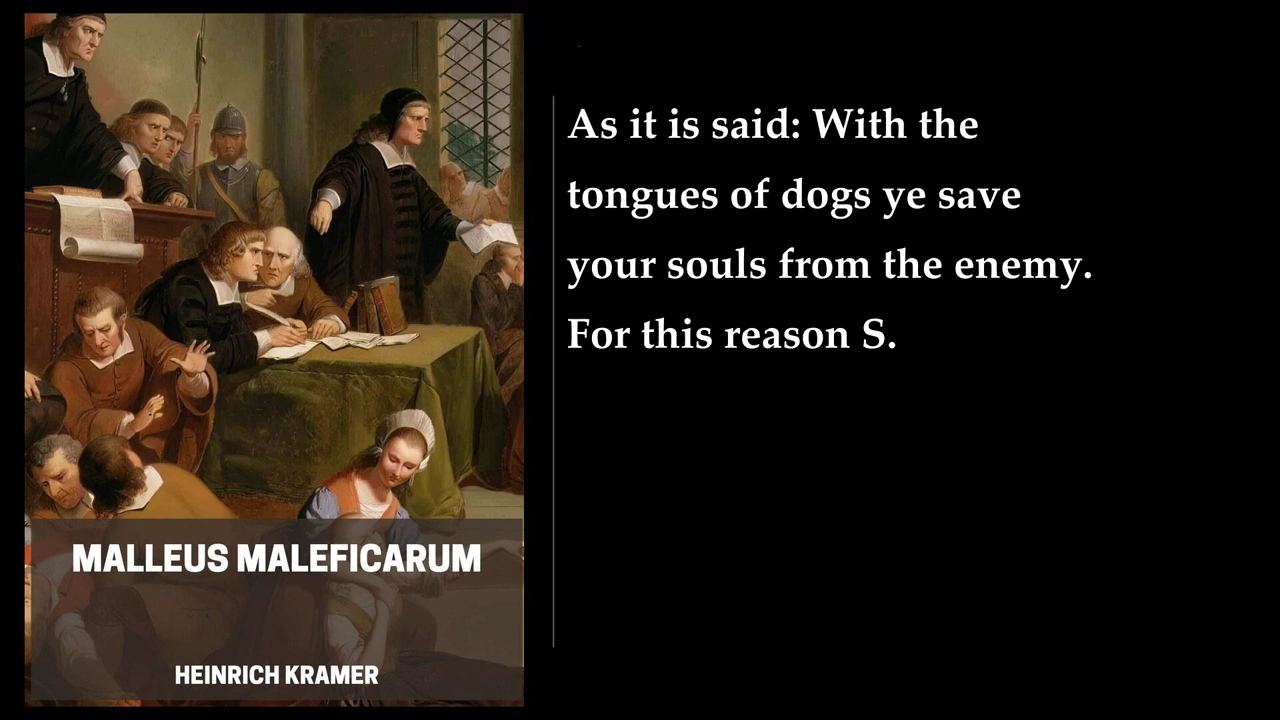 MALLEUS MALEFICARUM
HEINRICH KRAMER
As it is said: With the
tongues of dogs ye save
your souls from the enemy.
For this reason S.